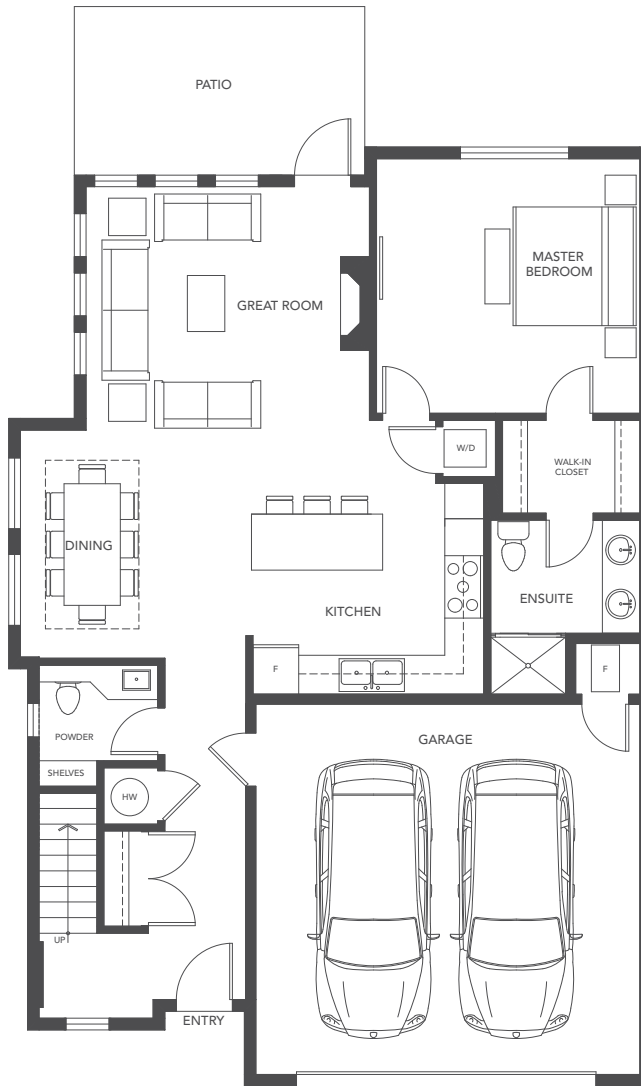 PATIO
GREAT ROOM
MASTER
BEDROOM
W/D
WALK-IN
CLOSET
DINING
ENSUITE
KITCHEN
F
F
POWDER
SHELVES
GARAGE
HW
UP
ENTRY